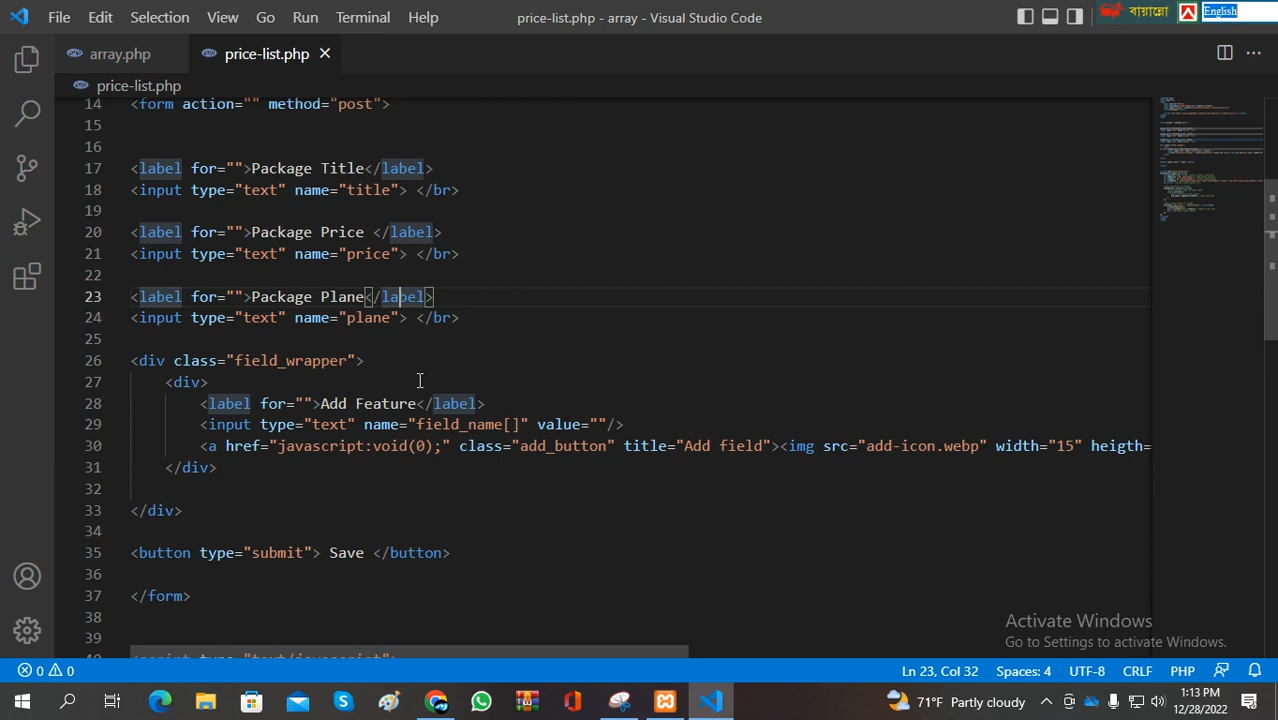 File Edit Selection View Go Run Terminal Help price-list.php - array - Visual Studio Code বায়ান্নো English
array.php price-list.php
price-list.php
14 <form action="" method="post">
15
16
17 <label for="">Package Title</label>
18 <input type="text" name="title"> </br>
19
20 <label for="">Package Price </label>
21 <input type="text" name="price"> </br>
22
23 <label for="">Package Plane</label>
24 <input type="text" name="plane"> </br>
25
26 <div class="field_wrapper">
27 <div>
28 <label for="">Add Feature</label>
29 <input type="text" name="field_name[]" value=""/>
30 <a href="javascript:void(0);" class="add_button" title="Add field"><img src="add-icon.webp" width="15" heigth=
31 </div>
32
33 </div>
34
35 <button type="submit"> Save </button>
36
37 </form>
38
39
40 <script type="text/javascript">
Activate Windows
Go to Settings to activate Windows.
0 0 Ln 23, Col 32 Spaces: 4 UTF-8 CRLF PHP
71°F Partly cloudy 1:13 PM
12/28/2022